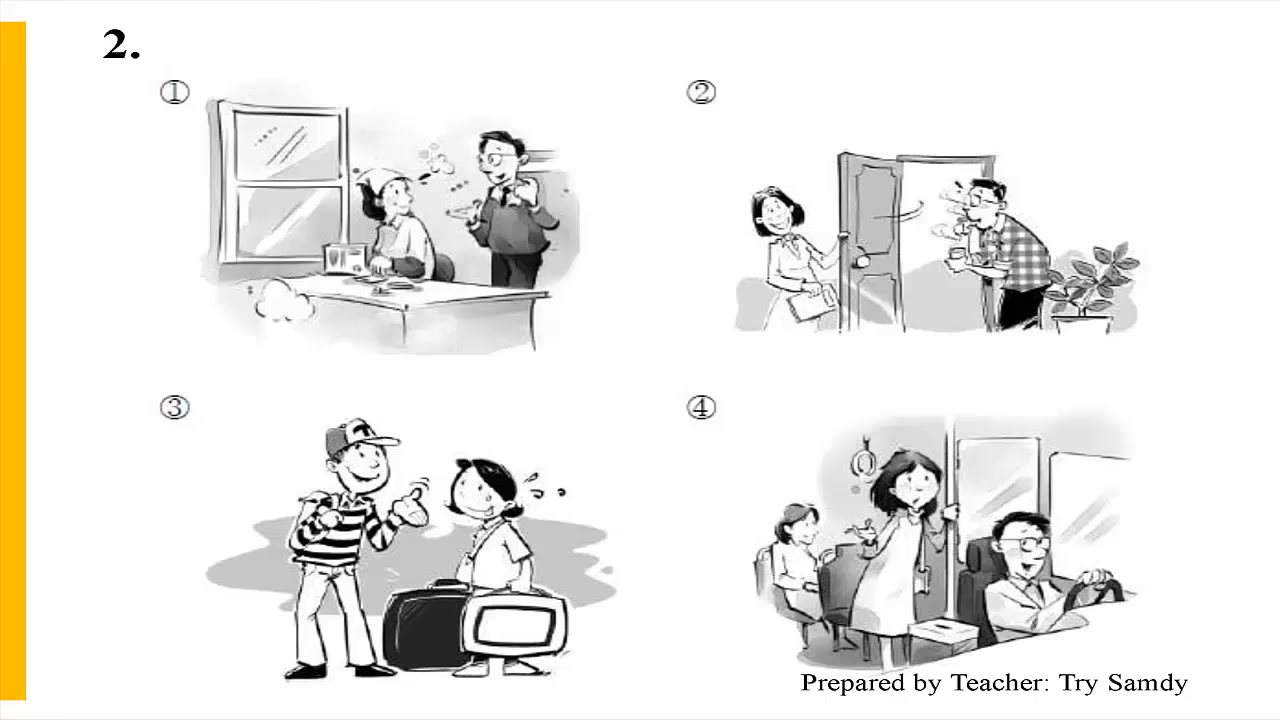 2.
①
②
③
④
T
Prepared by Teacher: Try Samdy